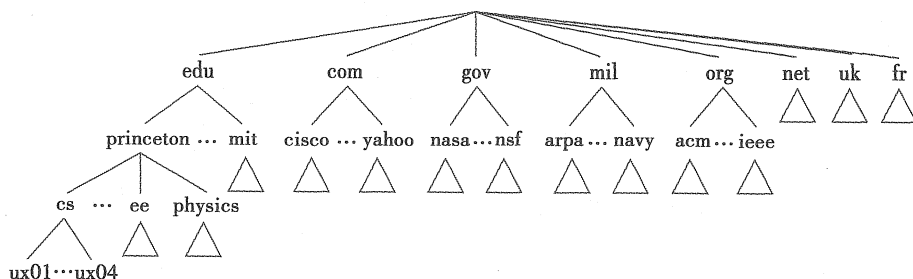 edu com gov mil org net uk fr
princeton ... mit cisco ... yahoo nasa ... nsf arpa ... navy acm ... ieee
cs ... ee physics
ux01 ... ux04